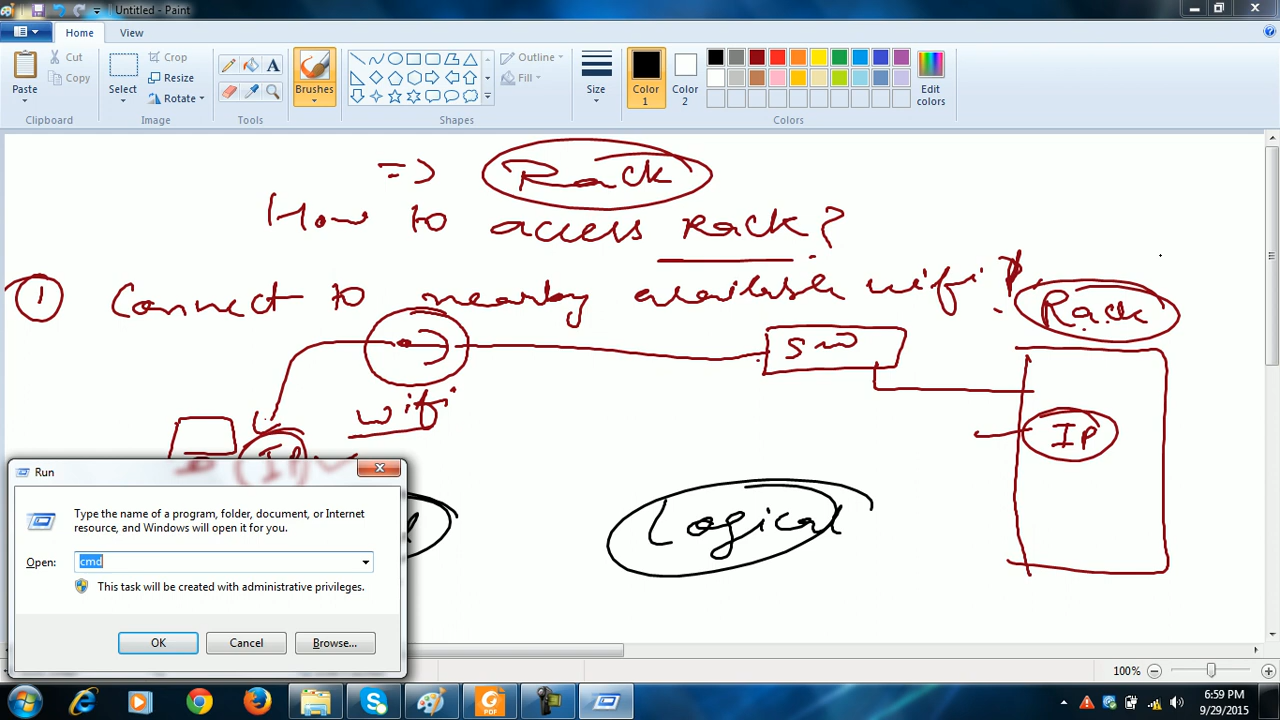 Untitled - Paint
Home
View
Paste
Cut
Copy
Clipboard
Select
Crop
Resize
Rotate
Image
Tools
Brushes
Shapes
Outline
Fill
Size
Color 1
Color 2
Edit colors
Colors
=> Rack
How to access Rack?
1 Connect to nearby available wifi
Rack
SW
wifi
IP
IP
Logical
Run
Type the name of a program, folder, document, or Internet
resource, and Windows will open it for you.
Open: cmd
This task will be created with administrative privileges.
OK
Cancel
Browse...
100%
PDF
6:59 PM
9/29/2015